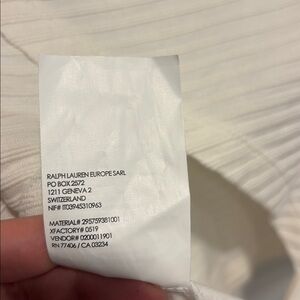 RALPH LAUREN EUROPE SARL
PO BOX 2572
1211 GENEVA 2
SWITZERLAND
NIF# IT03945310963
MATERIAL# 295759381001
XFACTORY# 0519
VENDOR# 0200011901
RN 77406 / CA 03234